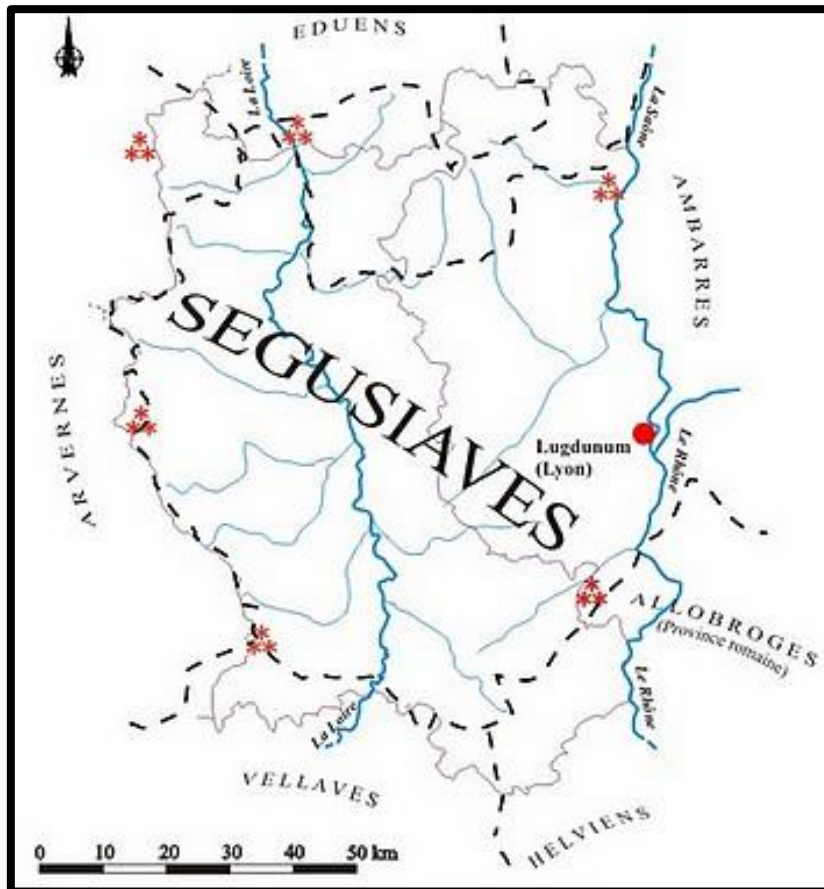 EDUENS
La Loire
La Saône
AMBARRES
SEGUSIAVES
ARVERNES
Lugdunum
(Lyon)
Le Rhône
ALLOBROGES
(Province romaine)
Le Rhône
La Loire
VELLAVES
HELVIENS
0 10 20 30 40 50 km